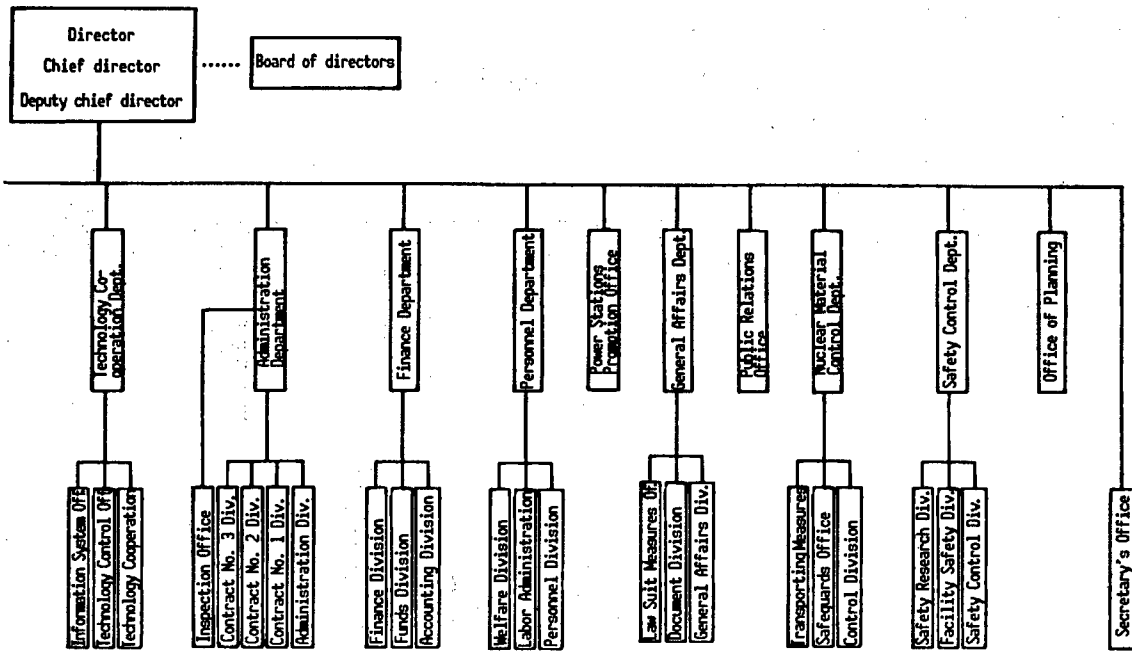 Director
Chief director
Deputy chief director
......
Board of directors
Technology Co-
operation Dept.
Administration
Department
Finance Department
Personnel Department
Power Stations
Promotion Office
General Affairs Dept.
Public Relations
Office
Nuclear Material
Control Dept.
Safety Control Dept.
Office of Planning
Information System Off
Technology Control Off
Technology Cooperation
Inspection Office
Contract No. 3 Div.
Contract No. 2 Div.
Contract No. 1 Div.
Administration Div.
Finance Division
Funds Division
Accounting Division
Welfare Division
Labor Administration
Personnel Division
Law Suit Measures Of.
Document Division
General Affairs Div.
Transporting Measures
Safeguards Office
Control Division
Safety Research Div.
Facility Safety Div.
Safety Control Div.
Secretary's Office